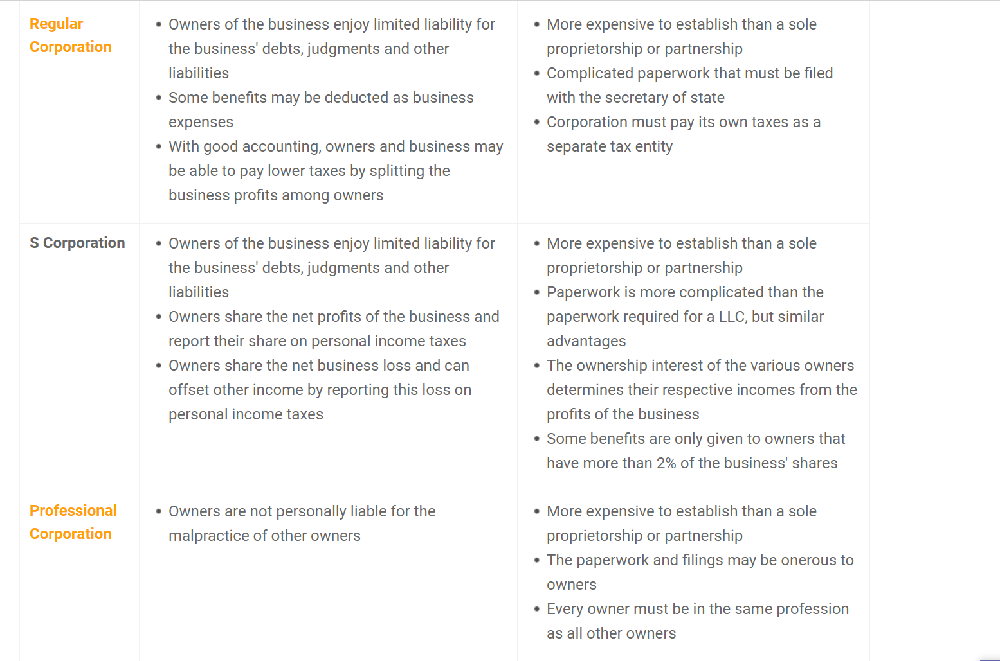 Regular
Corporation
Owners of the business enjoy limited liability for
the business' debts, judgments and other
liabilities
Some benefits may be deducted as business
expenses
With good accounting, owners and business may
be able to pay lower taxes by splitting the
business profits among owners
More expensive to establish than a sole
proprietorship or partnership
Complicated paperwork that must be filed
with the secretary of state
Corporation must pay its own taxes as a
separate tax entity
S Corporation
Owners of the business enjoy limited liability for
the business' debts, judgments and other
liabilities
Owners share the net profits of the business and
report their share on personal income taxes
Owners share the net business loss and can
offset other income by reporting this loss on
personal income taxes
More expensive to establish than a sole
proprietorship or partnership
Paperwork is more complicated than the
paperwork required for a LLC, but similar
advantages
The ownership interest of the various owners
determines their respective incomes from the
profits of the business
Some benefits are only given to owners that
have more than 2% of the business' shares
Professional
Corporation
Owners are not personally liable for the
malpractice of other owners
More expensive to establish than a sole
proprietorship or partnership
The paperwork and filings may be onerous to
owners
Every owner must be in the same profession
as all other owners